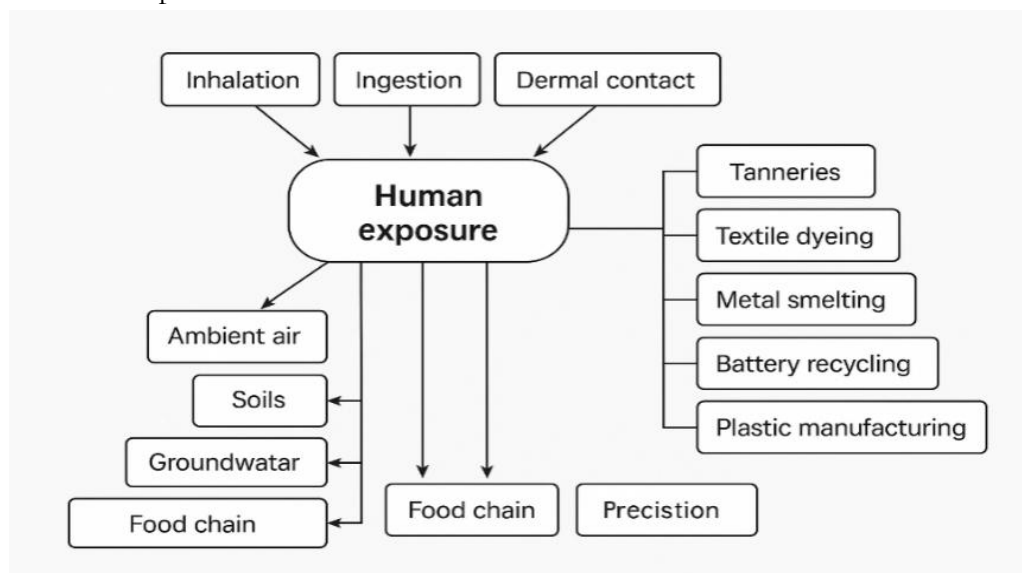 Inhalation
Ingestion
Dermal contact
Human
exposure
Tanneries
Textile dyeing
Metal smelting
Battery recycling
Plastic manufacturing
Ambient air
Soils
Groundwatar
Food chain
Food chain
Precistion